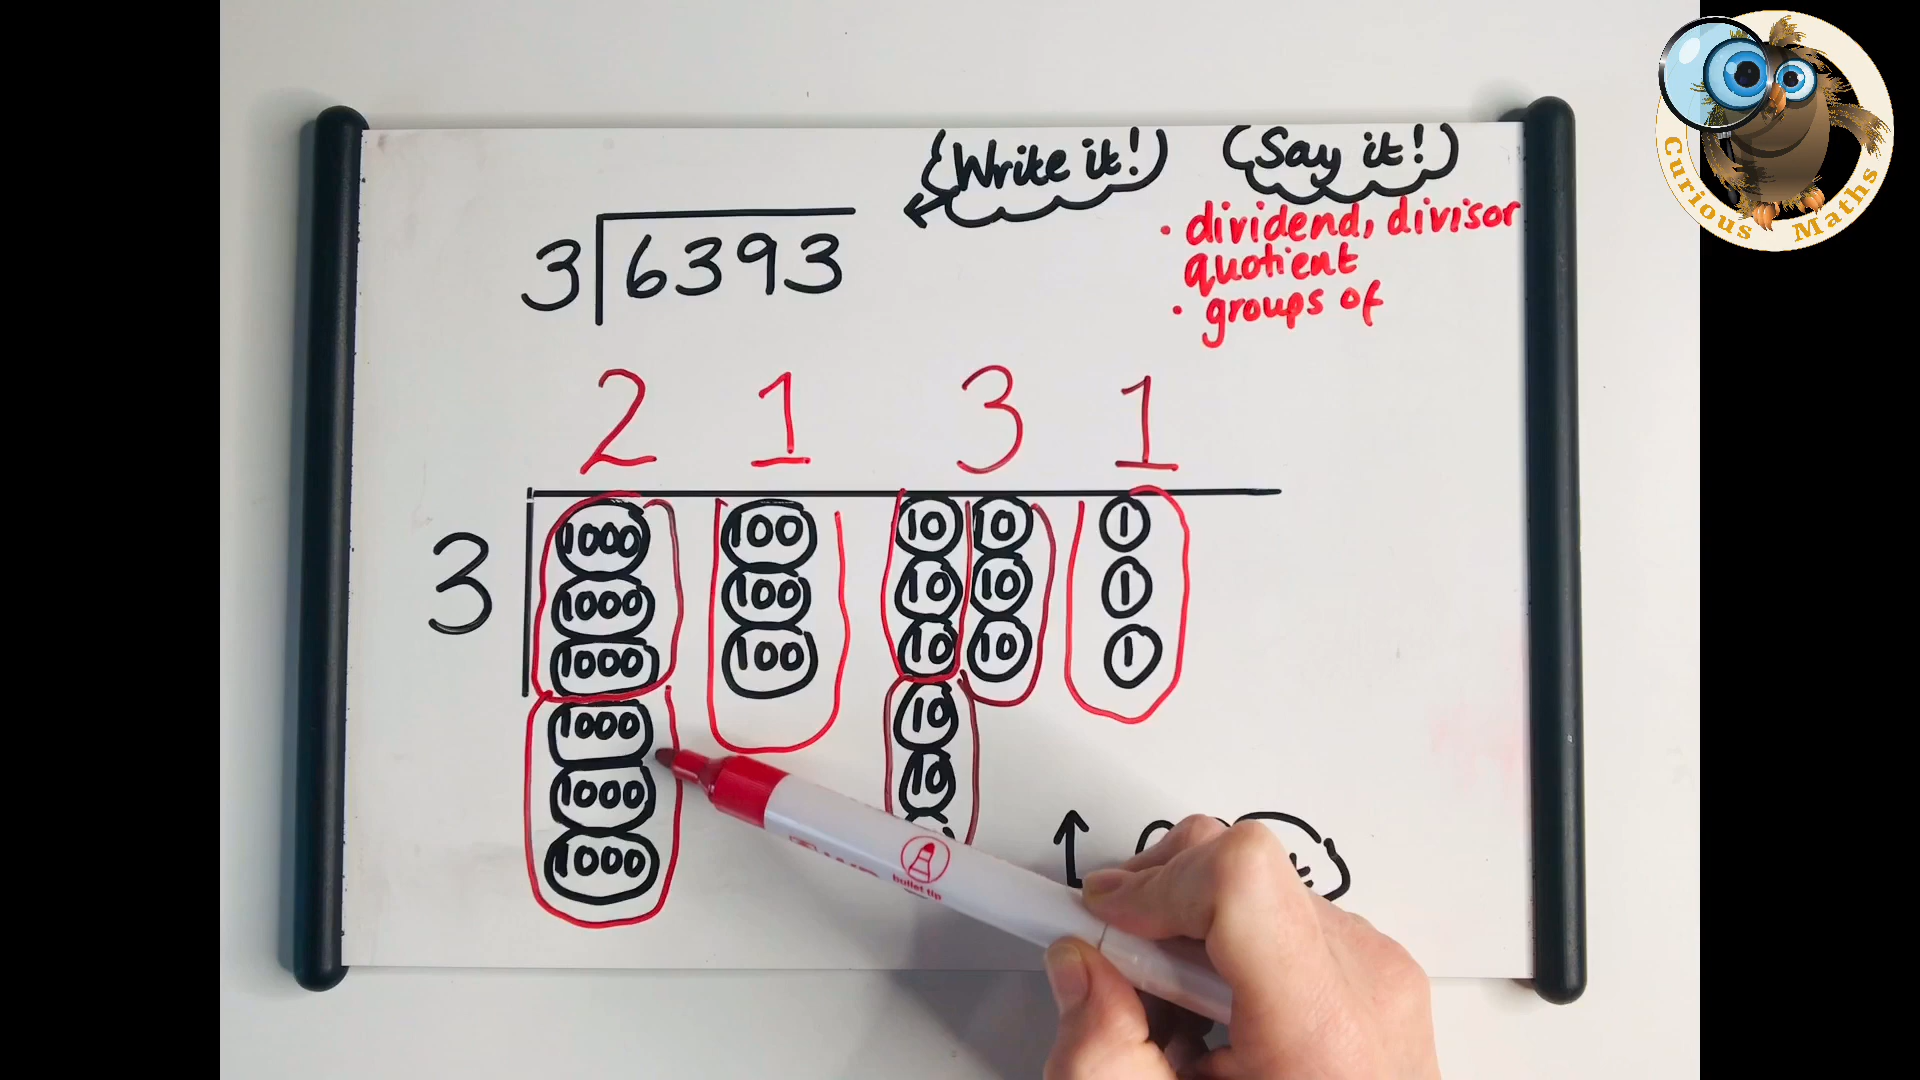 (Write it!)
(Say it!)
• dividend, divisor
quotient
• groups of
3 6393
2 1 3 1
3
1000 100 10 10 1
1000 100 10 10 1
1000 100 10 10 1
1000 10
1000 10
1000
bullet tip
Curious Maths